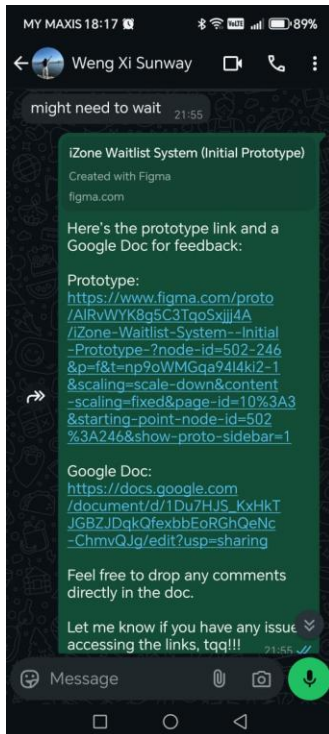 MY MAXIS 18:17 89%
Weng Xi Sunway
might need to wait 21:55
iZone Waitlist System (Initial Prototype)
Created with Figma
figma.com
Here's the prototype link and a
Google Doc for feedback:
Prototype:
https://www.figma.com/proto
/AlRvWYK8g5C3TqoSxjjj4A
/iZone-Waitlist-System--Initial
-Prototype-?node-id=502-246
&p=f&t=np9oWMGqa94I4ki2-1
&scaling=scale-down&content
-scaling=fixed&page-id=10%3A3
&starting-point-node-id=502
%3A246&show-proto-sidebar=1
Google Doc:
https://docs.google.com
/document/d/1Du7HJS_KxHkT
JGBZJDqkQfexbbEoRGhQeNc
-ChmvQJg/edit?usp=sharing
Feel free to drop any comments
directly in the doc.
Let me know if you have any issue
accessing the links, tqq!!! 21:55
Message